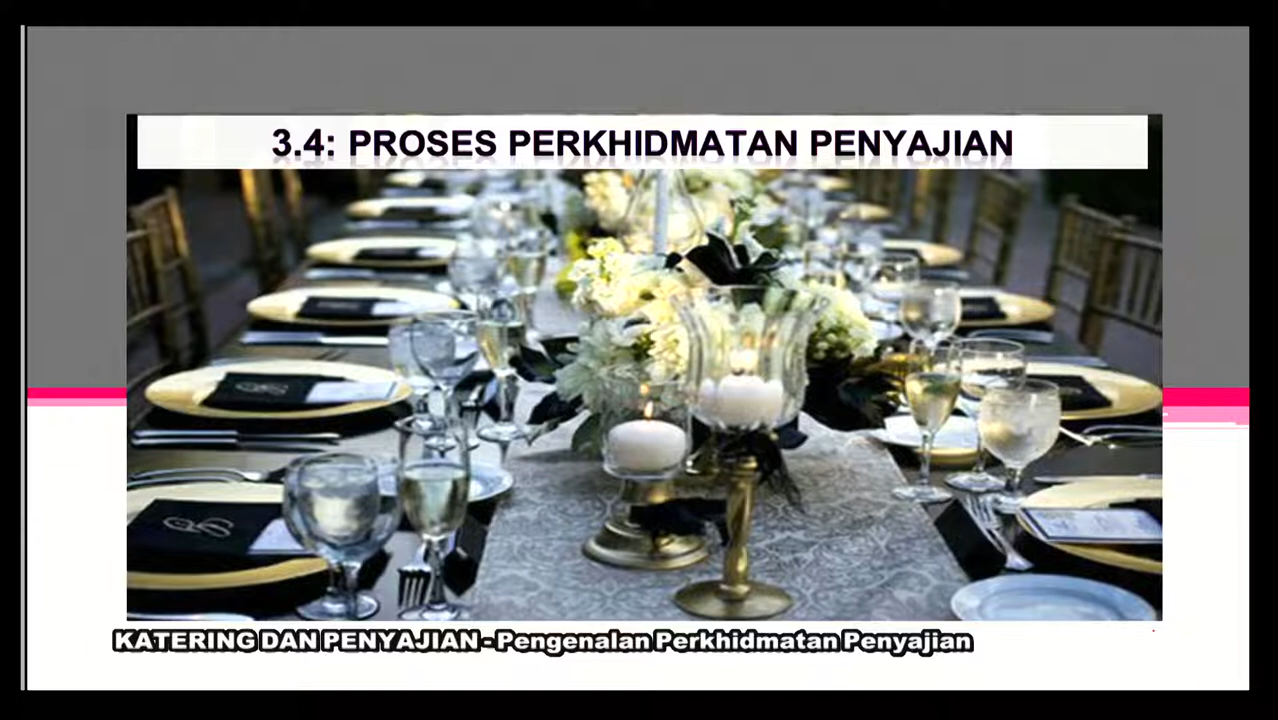 3.4: PROSES PERKHIDMATAN PENYAJIAN
KATERING DAN PENYAJIAN - Pengenalan Perkhidmatan Penyajian